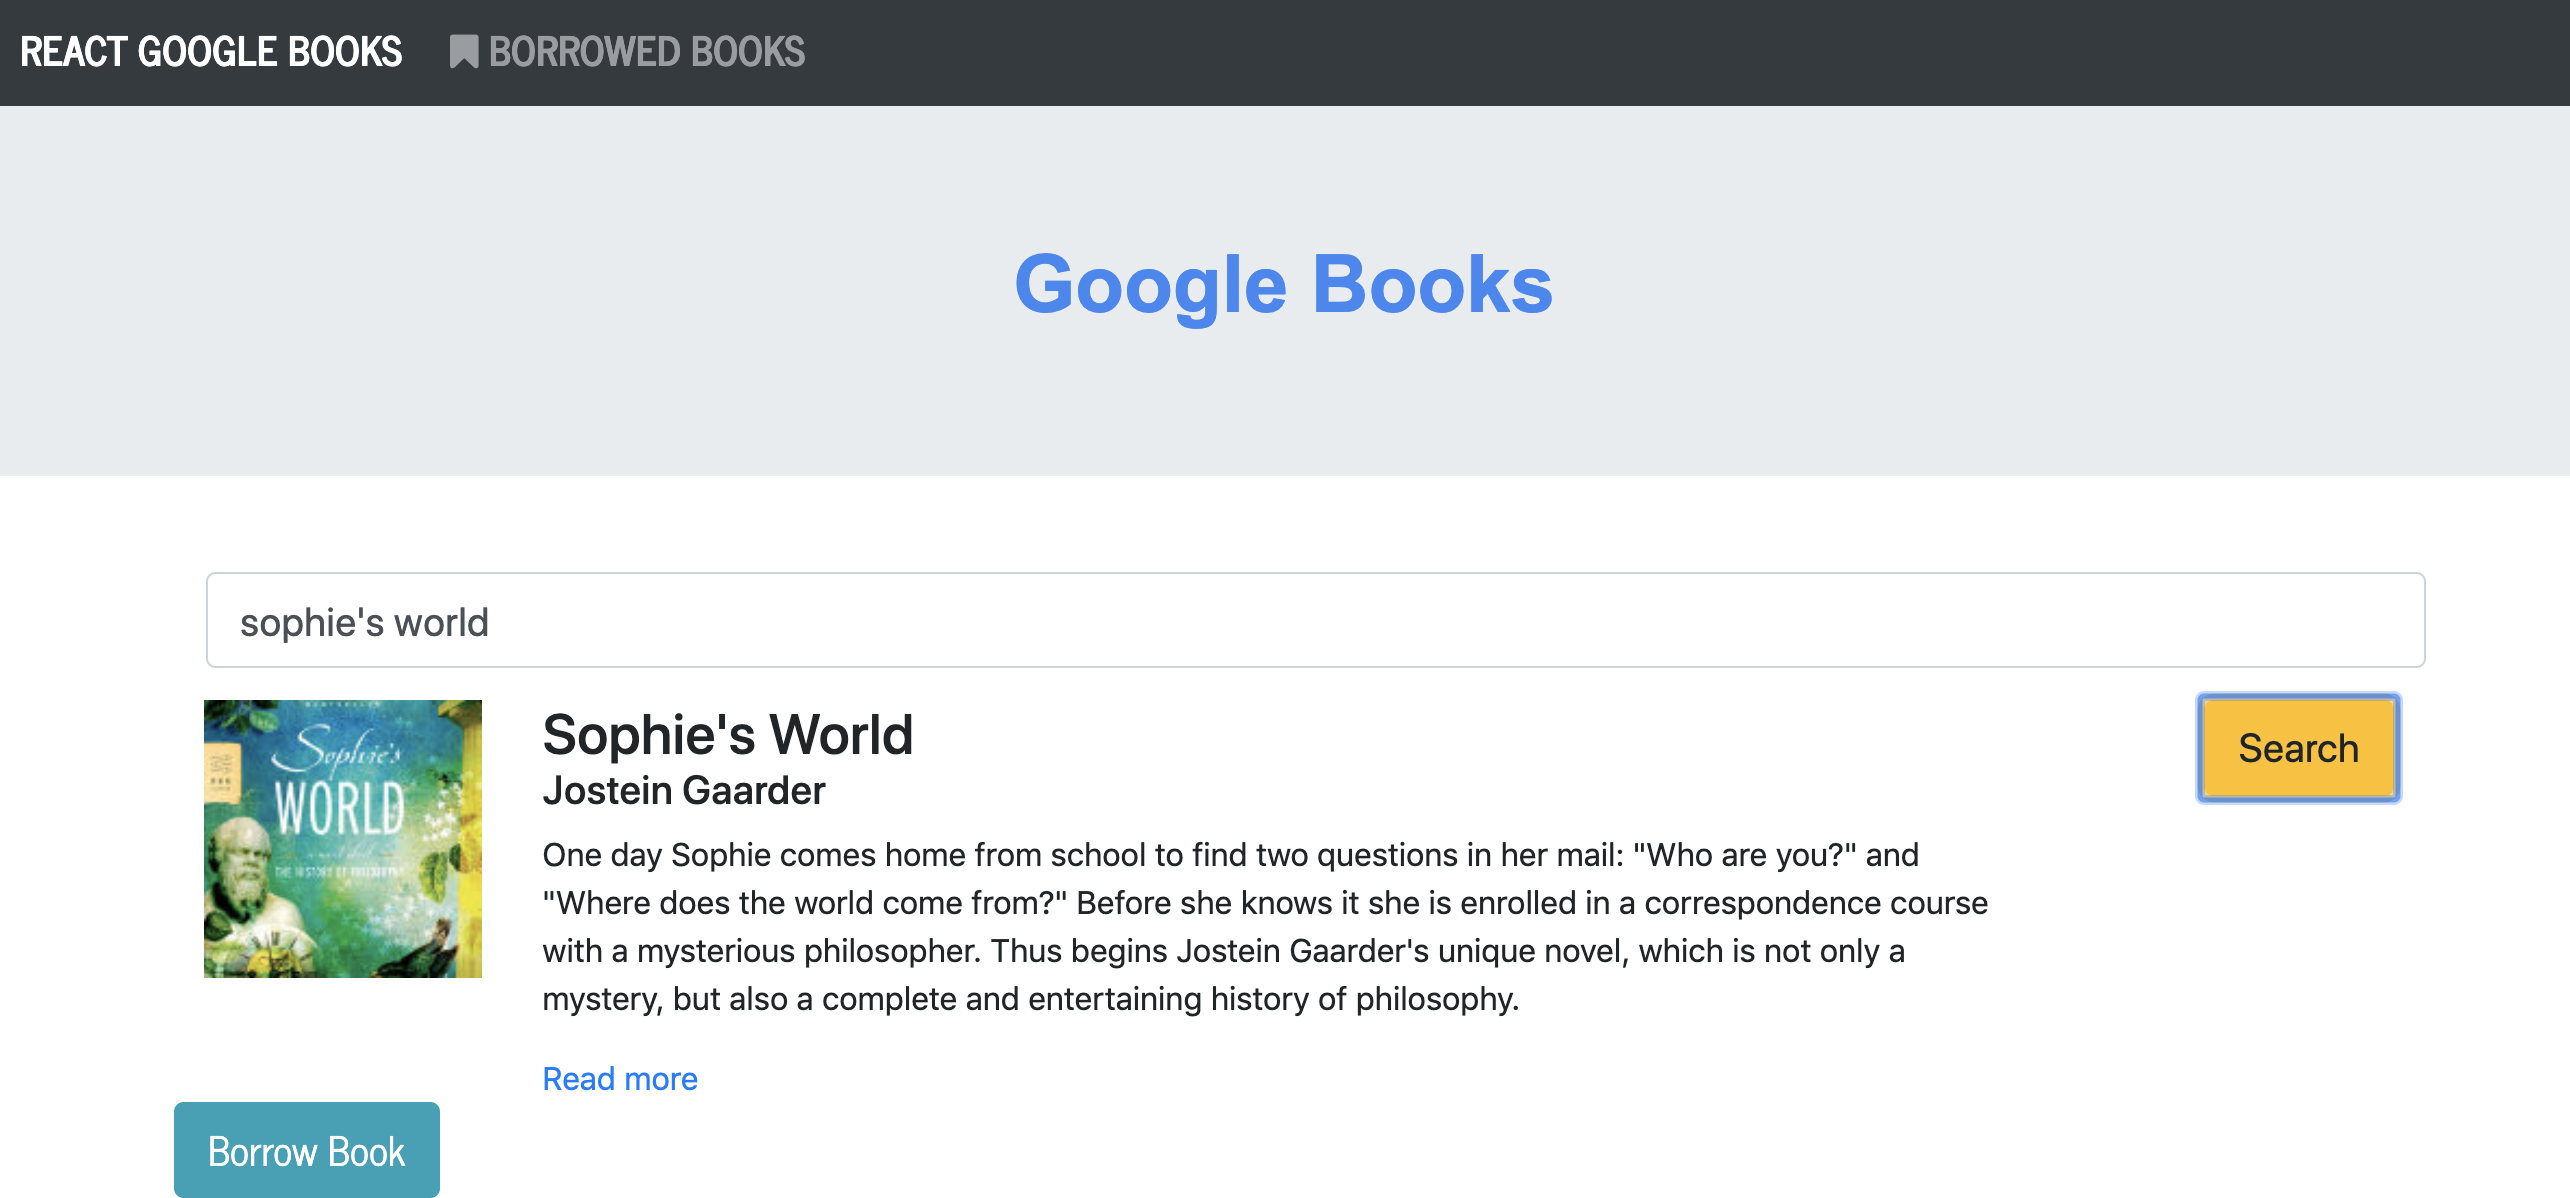 REACT GOOGLE BOOKS BORROWED BOOKS
Google Books
sophie's world
Sophie's
WORLD
THE HISTORY OF PHILOSOPHY
Sophie's World
Jostein Gaarder
Search
One day Sophie comes home from school to find two questions in her mail: "Who are you?" and
"Where does the world come from?" Before she knows it she is enrolled in a correspondence course
with a mysterious philosopher. Thus begins Jostein Gaarder's unique novel, which is not only a
mystery, but also a complete and entertaining history of philosophy.
Read more
Borrow Book